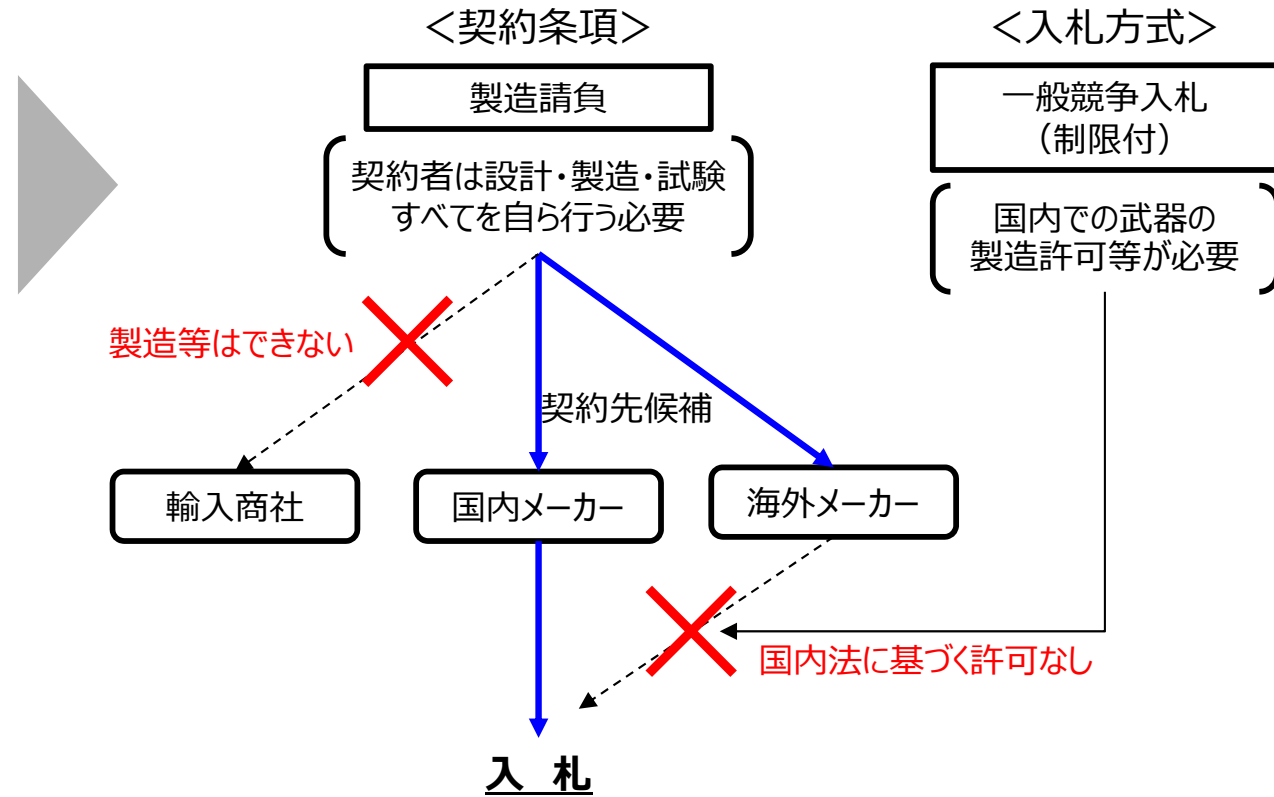 ＜契約条項＞
製造請負
契約者は設計・製造・試験
すべてを自ら行う必要
＜入札方式＞
一般競争入札
（制限付）
国内での武器の
製造許可等が必要
製造等はできない
契約先候補
輸入商社
国内メーカー
海外メーカー
国内法に基づく許可なし
入 札